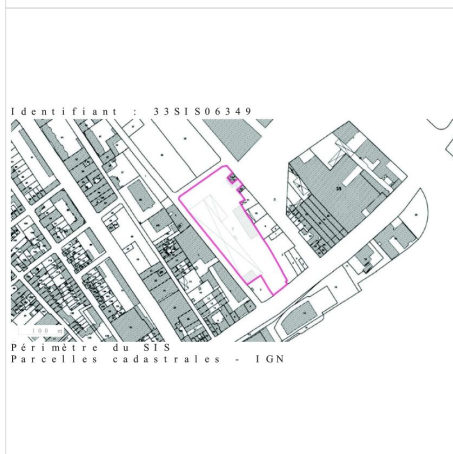 Identifiant : 33SIS06349
100 m
Périmètre du SIS
Parcelles cadastrales - IGN